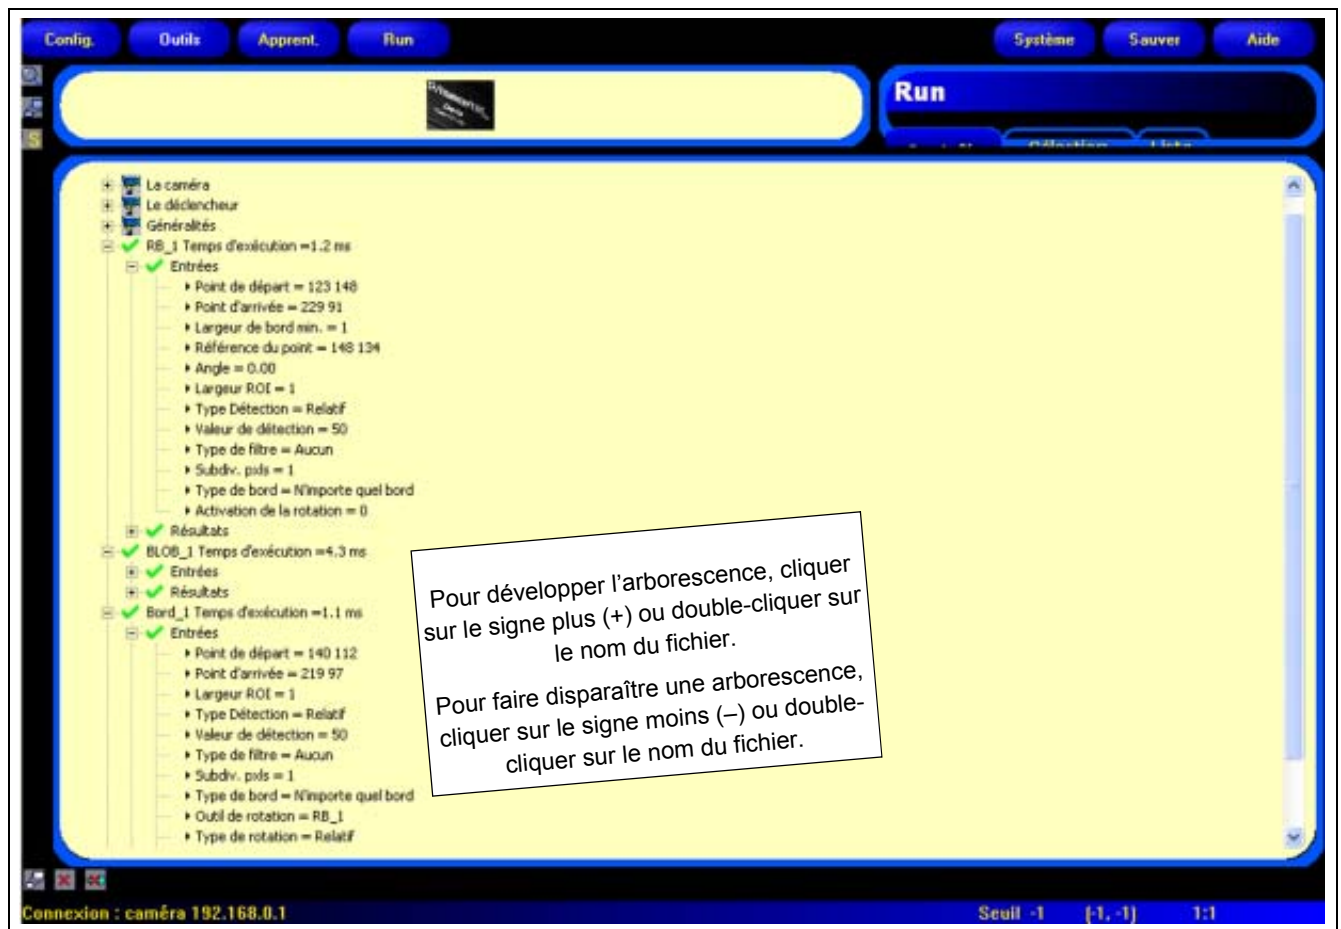 Config. Outils Apprent. Run Système Sauver Aide
Run
Sélection Liste
S
La caméra
Le déclencheur
Généralités
RB_1 Temps d'exécution =1.2 ms
Entrées
Point de départ = 123 148
Point d'arrivée = 229 91
Largeur de bord min. = 1
Référence du point = 148 134
Angle = 0.00
Largeur ROI = 1
Type Détection = Relatif
Valeur de détection = 50
Type de filtre = Aucun
Subdiv. pxls = 1
Type de bord = N'importe quel bord
Activation de la rotation = 0
Résultats
BLOB_1 Temps d'exécution =4.3 ms
Entrées
Résultats
Bord_1 Temps d'exécution =1.1 ms
Entrées
Point de départ = 140 112
Point d'arrivée = 219 97
Largeur ROI = 1
Type Détection = Relatif
Valeur de détection = 50
Type de filtre = Aucun
Subdiv. pxls = 1
Type de bord = N'importe quel bord
Outil de rotation = RB_1
Type de rotation = Relatif
Pour développer l'arborescence, cliquer
sur le signe plus (+) ou double-cliquer sur
le nom du fichier.
Pour faire disparaître une arborescence,
cliquer sur le signe moins (–) ou double-
cliquer sur le nom du fichier.
Connexion : caméra 192.168.0.1 Seuil -1 (-1, -1) 1:1